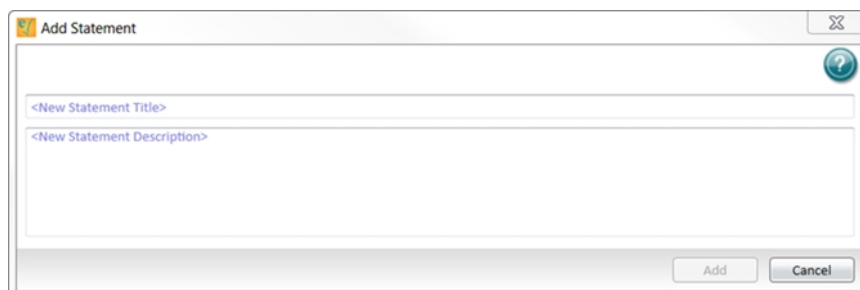 Add Statement
?
<New Statement Title>
<New Statement Description>
Add
Cancel